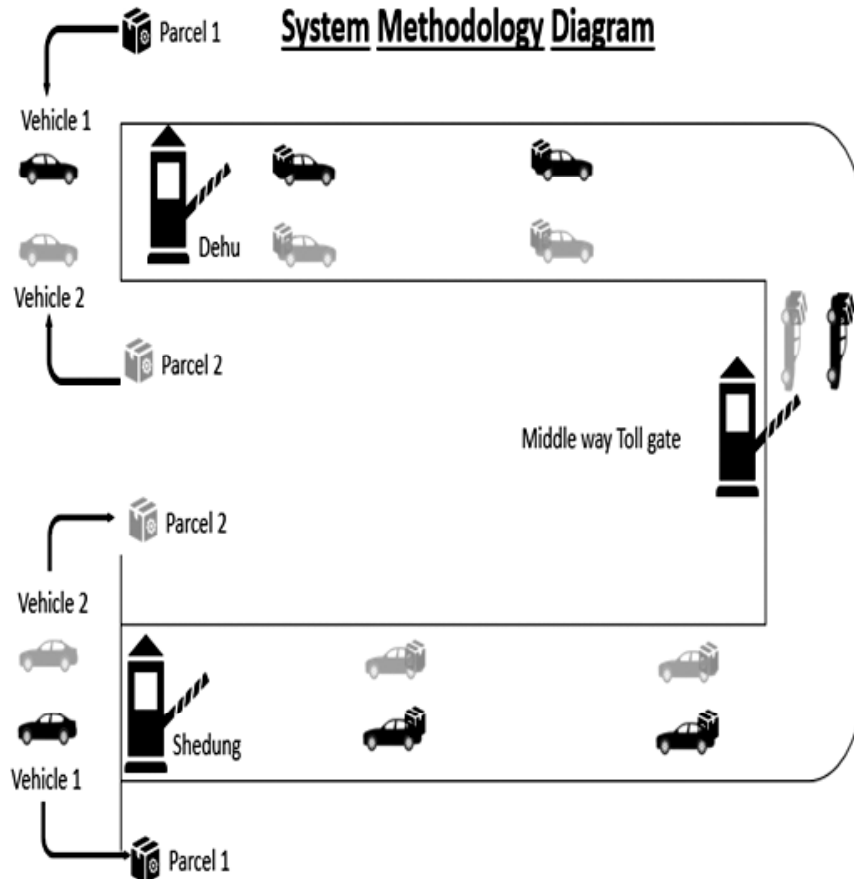 System Methodology Diagram
Parcel 1
Vehicle 1
Dehu
Vehicle 2
Parcel 2
Middle way Toll gate
Parcel 2
Vehicle 2
Shedung
Vehicle 1
Parcel 1